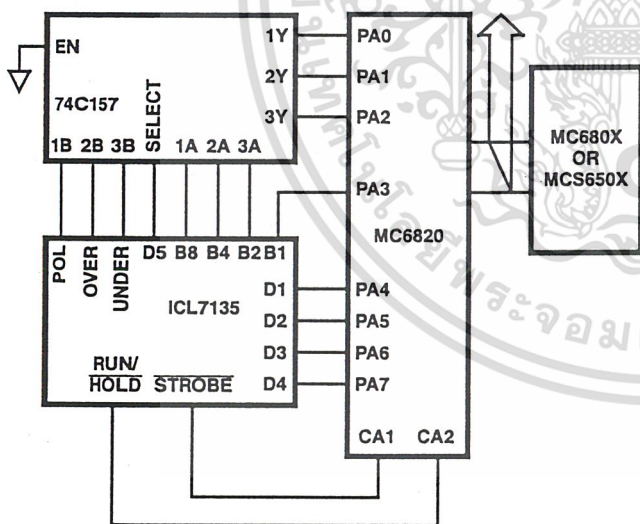 EN
1Y
2Y
3Y
74C157
1B 2B 3B SELECT 1A 2A 3A
PA0
PA1
PA2
PA3
MC6820
PA4
PA5
PA6
PA7
CA1 CA2
MC680X
OR
MCS650X
POL OVER UNDER D5 B8 B4 B2 B1
ICL7135
D1
D2
D3
D4
RUN/
HOLD STROBE